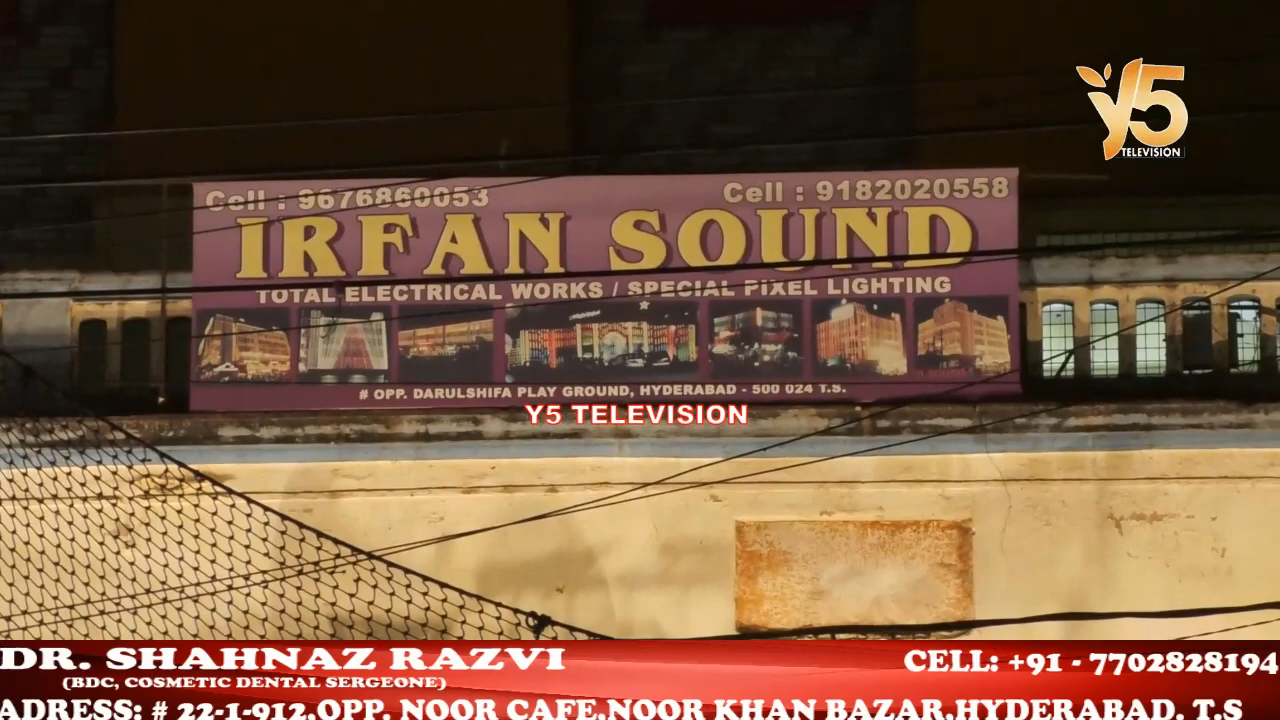 Y5
TELEVISION
Cell : 9676860053
Cell : 9182020558
IRFAN SOUND
TOTAL ELECTRICAL WORKS / SPECIAL PIXEL LIGHTING
# OPP. DARULSHIFA PLAY GROUND, HYDERABAD - 500 024 T.S.
Y5 TELEVISION
DR. SHAHNAZ RAZVI
CELL: +91 - 7702828194
(BDC, COSMETIC DENTAL SERGEONE)
ADRESS: # 22-1-912,OPP. NOOR CAFE,NOOR KHAN BAZAR,HYDERABAD, T.S